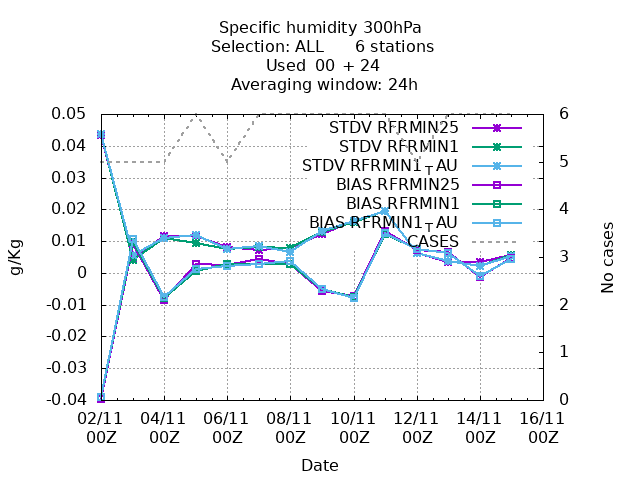 Specific humidity 300hPa
Selection: ALL 6 stations
Used 00 + 24
Averaging window: 24h
0.05
0.04
0.03
0.02
0.01
0
-0.01
-0.02
-0.03
-0.04
g/Kg
STDV RFRMIN25
STDV RFRMIN1
STDV RFRMIN1TAU
BIAS RFRMIN25
BIAS RFRMIN1
BIAS RFRMIN1TAU
CASES
6
5
4
3
2
1
0
No cases
02/11 04/11 06/11 08/11 10/11 12/11 14/11 16/11
00Z 00Z 00Z 00Z 00Z 00Z 00Z 00Z
Date